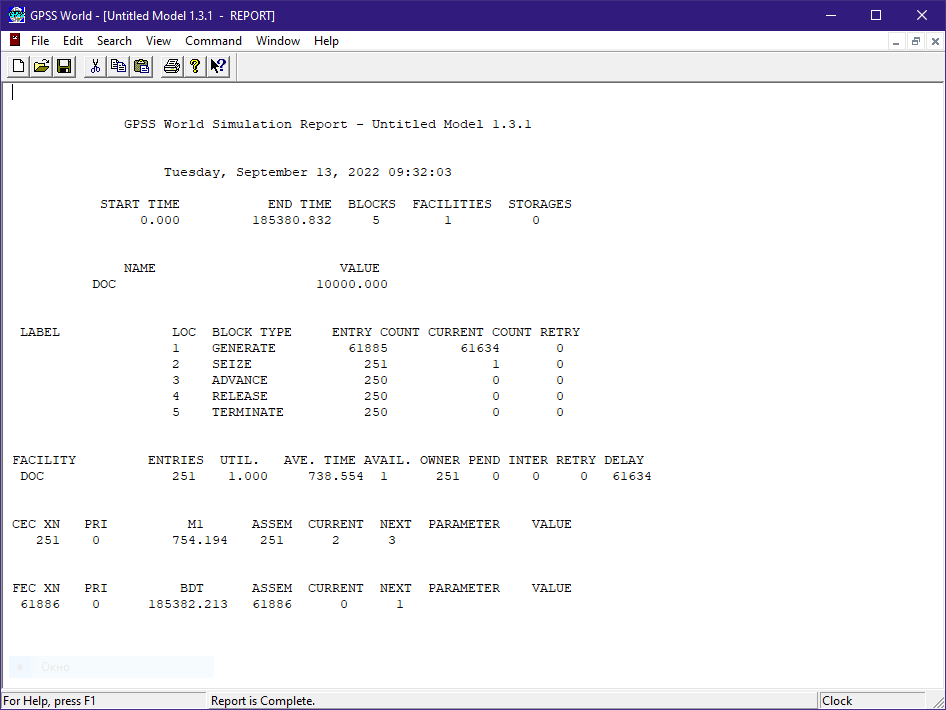 GPSS World - [Untitled Model 1.3.1 - REPORT]
File Edit Search View Command Window Help
GPSS World Simulation Report - Untitled Model 1.3.1
Tuesday, September 13, 2022 09:32:03
START TIME END TIME BLOCKS FACILITIES STORAGES
0.000 185380.832 5 1 0
NAME VALUE
DOC 10000.000
LABEL LOC BLOCK TYPE ENTRY COUNT CURRENT COUNT RETRY
1 GENERATE 61885 61634 0
2 SEIZE 251 1 0
3 ADVANCE 250 0 0
4 RELEASE 250 0 0
5 TERMINATE 250 0 0
FACILITY ENTRIES UTIL. AVE. TIME AVAIL. OWNER PEND INTER RETRY DELAY
DOC 251 1.000 738.554 1 251 0 0 0 61634
CEC XN PRI M1 ASSEM CURRENT NEXT PARAMETER VALUE
251 0 754.194 251 2 3
FEC XN PRI BDT ASSEM CURRENT NEXT PARAMETER VALUE
61886 0 185382.213 61886 0 1
Окно
For Help, press F1 Report is Complete. Clock